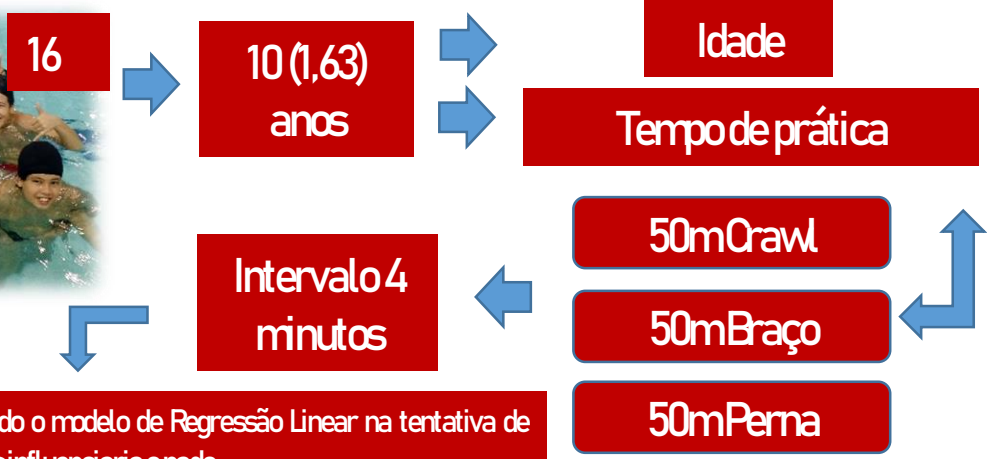 16
10 (1,63)
anos
Idade
Tempo de prática
50m Crawl
50m Braço
50m Perna
Intervalo 4
minutos
do o modelo de Regressão Linear na tentativa de